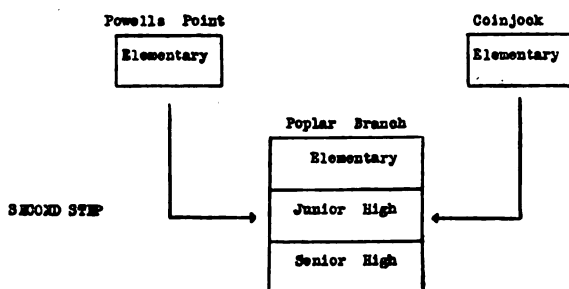 Powells Point
Coinjock
Elementary
Elementary
Poplar Branch
Elementary
SECOND STEP
Junior High
Senior High